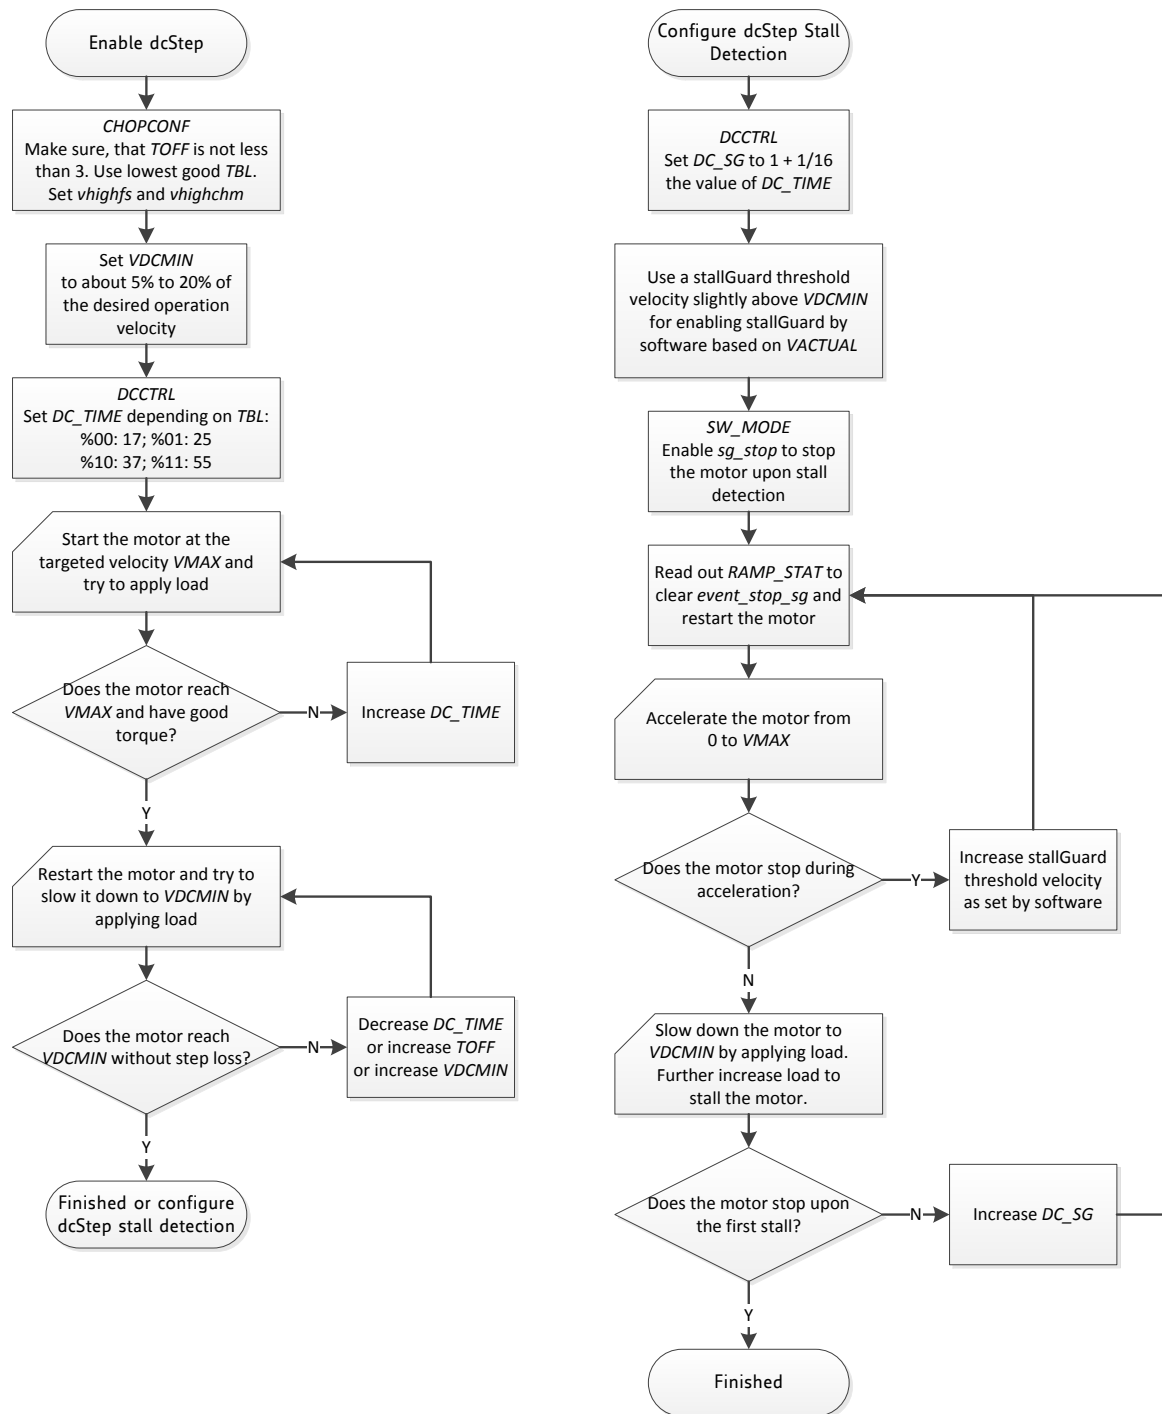 Enable dcStep
CHOPCONF
Make sure, that TOFF is not less
than 3. Use lowest good TBL.
Set vhighfs and vhighchm
Set VDCMIN
to about 5% to 20% of
the desired operation
velocity
DCCTRL
Set DC_TIME depending on TBL:
%00: 17; %01: 25
%10: 37; %11: 55
Start the motor at the
targeted velocity VMAX and
try to apply load
Does the motor reach
VMAX and have good
torque?
N
Increase DC_TIME
Y
Restart the motor and try to
slow it down to VDCMIN by
applying load
Does the motor reach
VDCMIN without step loss?
N
Decrease DC_TIME
or increase TOFF
or increase VDCMIN
Y
Finished or configure
dcStep stall detection
Configure dcStep Stall
Detection
DCCTRL
Set DC_SG to 1 + 1/16
the value of DC_TIME
Use a stallGuard threshold
velocity slightly above VDCMIN
for enabling stallGuard by
software based on VACTUAL
SW_MODE
Enable sg_stop to stop
the motor upon stall
detection
Read out RAMP_STAT to
clear event_stop_sg and
restart the motor
Accelerate the motor from
0 to VMAX
Does the motor stop during
acceleration?
Y
Increase stallGuard
threshold velocity
as set by software
N
Slow down the motor to
VDCMIN by applying load.
Further increase load to
stall the motor.
Does the motor stop upon
the first stall?
N
Increase DC_SG
Y
Finished